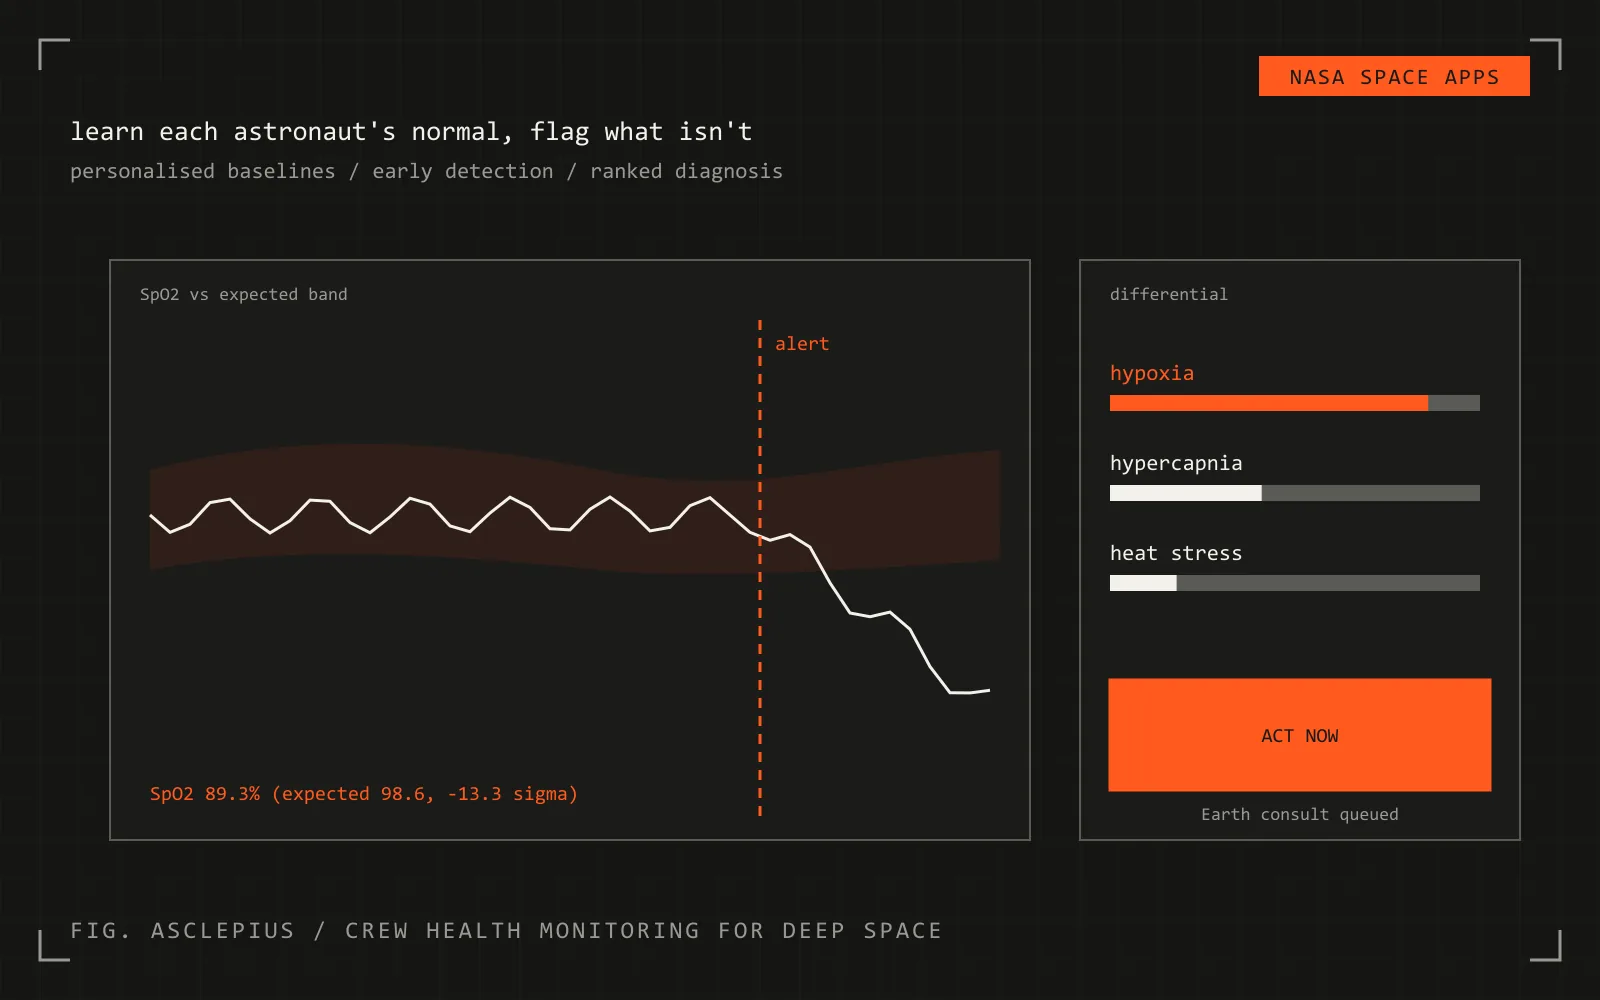 NASA SPACE APPS
learn each astronaut's normal, flag what isn't
personalised baselines / early detection / ranked diagnosis
SpO2 vs expected band
alert
SpO2 89.3% (expected 98.6, -13.3 sigma)
differential
hypoxia
hypercapnia
heat stress
ACT NOW
Earth consult queued
FIG. ASCLEPIUS / CREW HEALTH MONITORING FOR DEEP SPACE